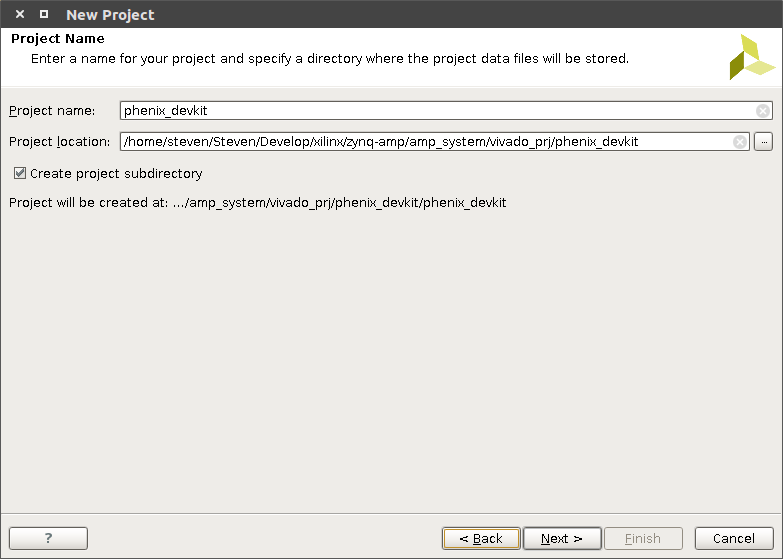 New Project
Project Name
Enter a name for your project and specify a directory where the project data files will be stored.
Project name: phenix_devkit
Project location: /home/steven/Steven/Develop/xilinx/zynq-amp/amp_system/vivado_prj/phenix_devkit ...
Create project subdirectory
Project will be created at: .../amp_system/vivado_prj/phenix_devkit/phenix_devkit
? < Back Next > Finish Cancel